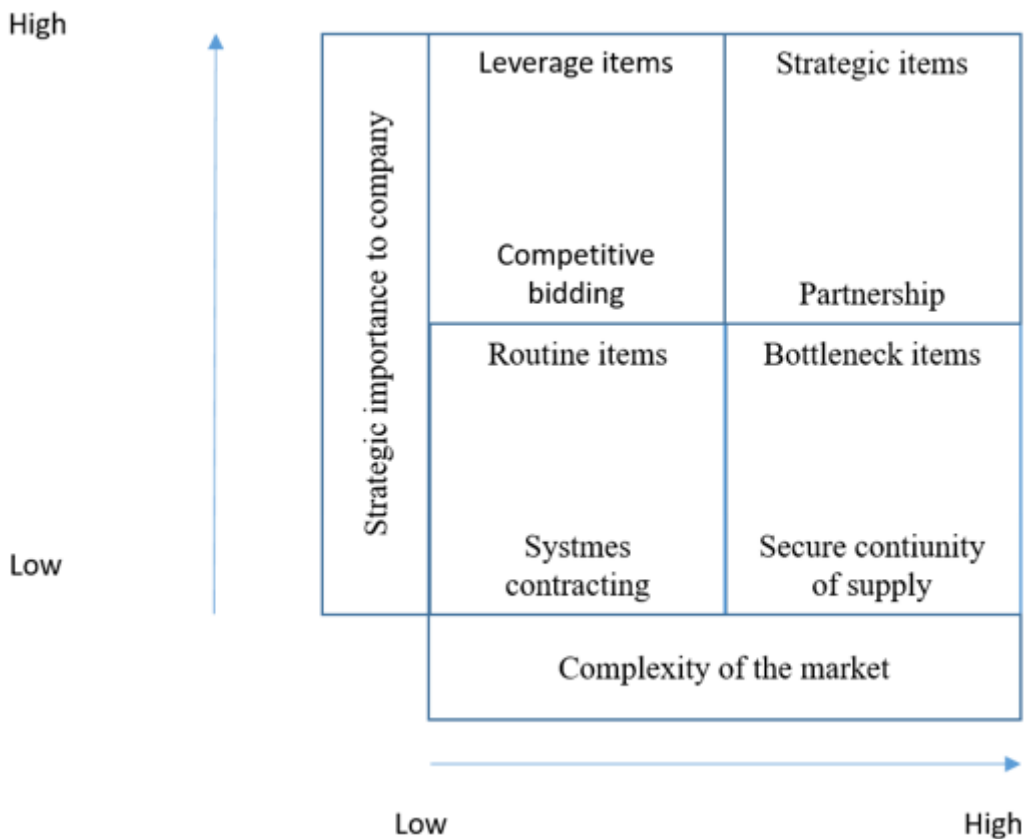 High
Leverage items
Strategic items
Strategic importance to company
Competitive
bidding
Partnership
Routine items
Bottleneck items
Low
Systmes
contracting
Secure contiunity
of supply
Complexity of the market
Low
High